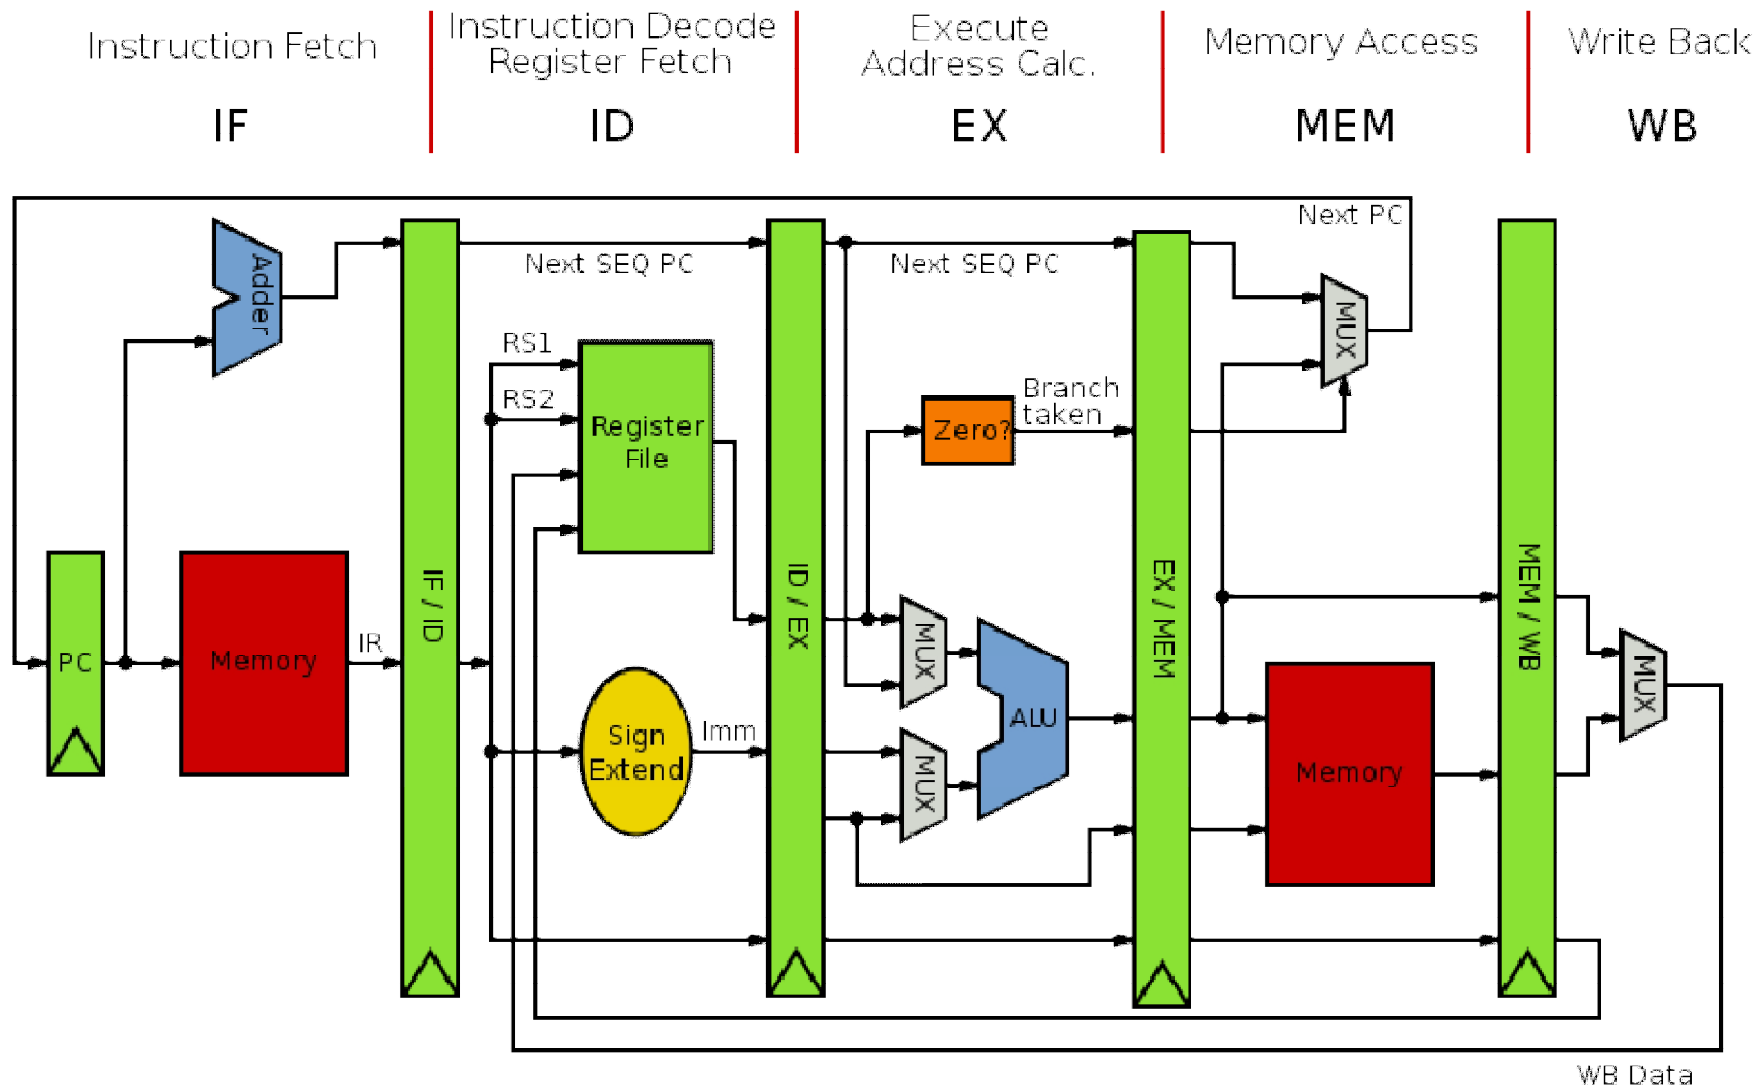 Instruction Fetch
Instruction Decode
Register Fetch
Execute
Address Calc.
Memory Access
Write Back
IF
ID
EX
MEM
WB
Next PC
Adder
Next SEQ PC
Next SEQ PC
MUX
RS1
RS2
Register
File
Branch
taken
Zero?
PC
Memory
IR
IF / ID
ID / EX
EX / MEM
MEM / WB
MUX
ALU
MUX
Sign
Extend
Imm
MUX
Memory
WB Data